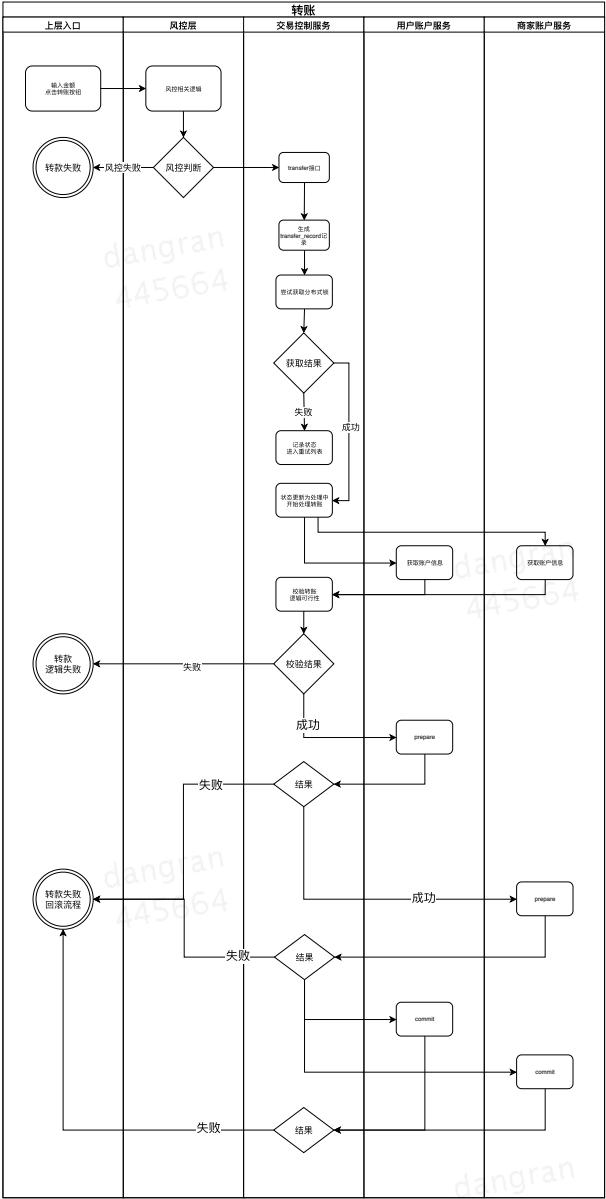 转账
上层入口
风控层
交易控制服务
用户账户服务
商家账户服务
输入金额
点击转账按钮
风控相关逻辑
转款失败
风控失败
风控判断
transfer接口
生成
transfer_record记
录
dangran
445664
尝试获取分布式锁
获取结果
失败
成功
记录状态
进入重试列表
状态更新为处理中
开始处理转账
获取账户信息
获取账户信息
dangran
445664
校验转账
逻辑可行性
转款
逻辑失败
失败
校验结果
成功
prepare
失败
结果
dangran
445664
转款失败
回滚流程
成功
prepare
失败
结果
commit
commit
失败
结果
dangran